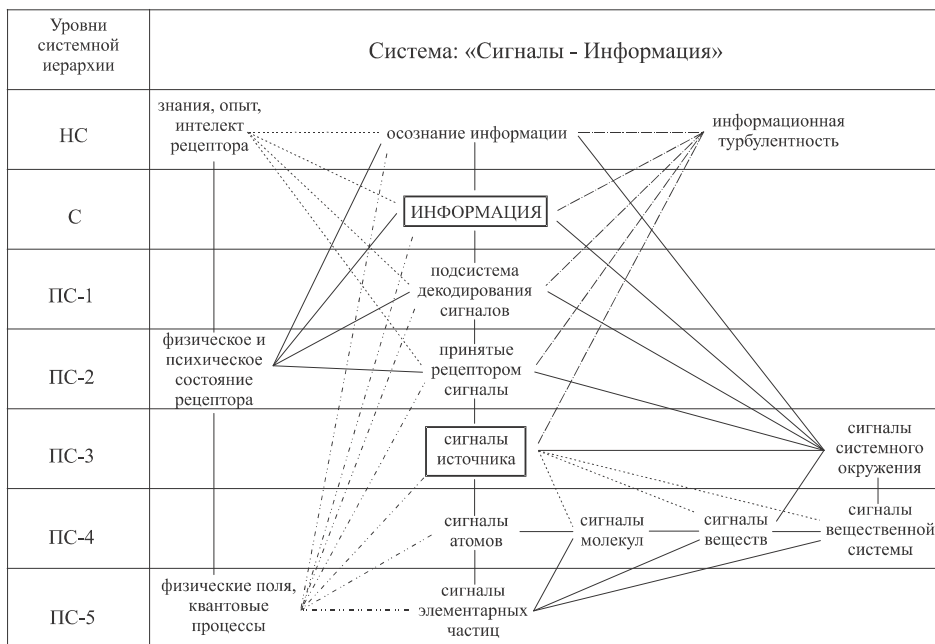 Уровни
системной
иерархии
Система: «Сигналы - Информация»
НС
знания, опыт,
интелект
рецептора
осознание информации
информационная
турбулентность
С
ИНФОРМАЦИЯ
ПС-1
подсистема
декодирования
сигналов
ПС-2
физическое и
психическое
состояние
рецептора
принятые
рецептором
сигналы
ПС-3
сигналы
источника
сигналы
системного
окружения
ПС-4
сигналы
атомов
сигналы
молекул
сигналы
веществ
сигналы
вещественной
системы
ПС-5
физические поля,
квантовые
процессы
сигналы
элементарных
частиц